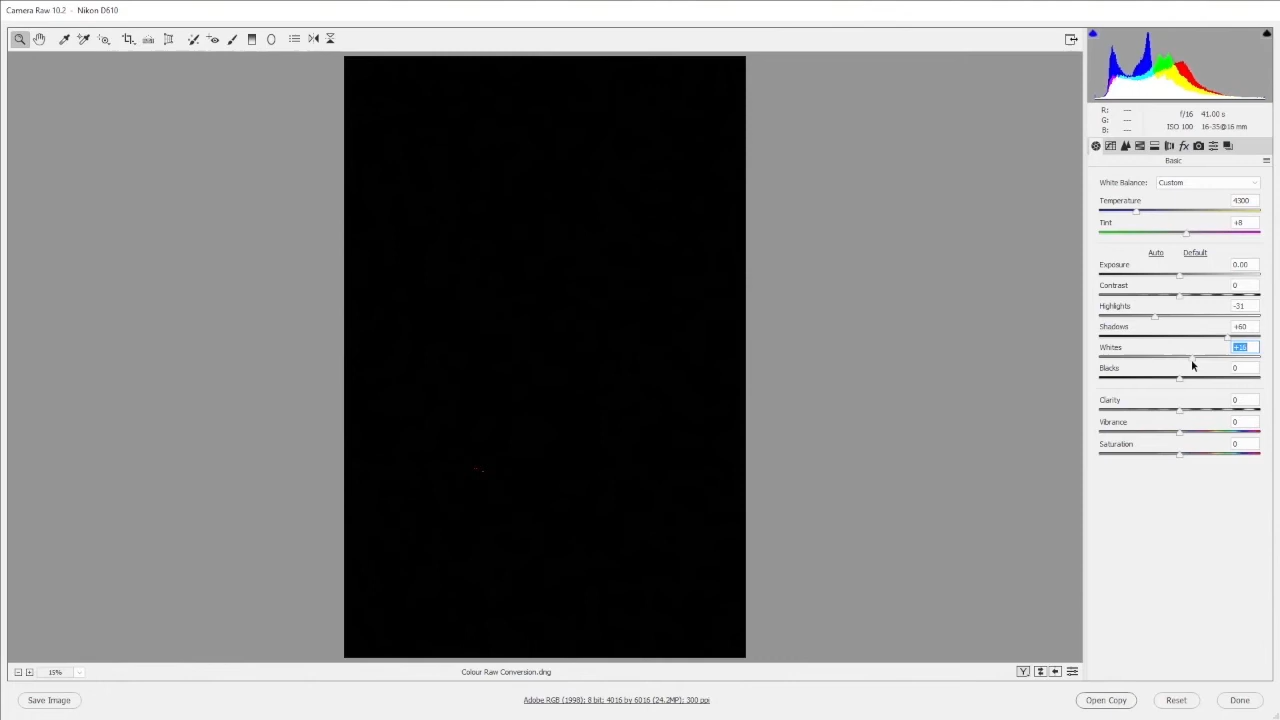 Camera Raw 10.2 - Nikon D610
R: ---
G: ---
B: ---
f/16 41.00 s
ISO 100 16-35@16 mm
fx
Basic
White Balance: Custom
Temperature 4300
Tint +8
Auto Default
Exposure 0.00
Contrast 0
Highlights -31
Shadows +60
Whites +16
Blacks 0
Clarity 0
Vibrance 0
Saturation 0
15%
Colour Raw Conversion.dng
Y
Save Image
Adobe RGB (1998); 8 bit; 4016 by 6016 (24.2MP); 300 ppi
Open Copy
Reset
Done